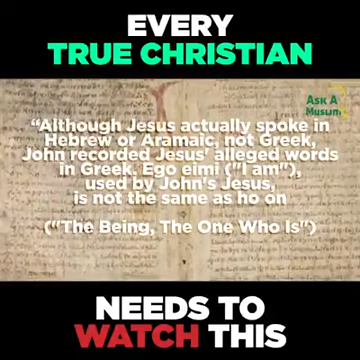 EVERY
TRUE CHRISTIAN
ASK A
MUSLIM
“Although Jesus actually spoke in
Hebrew or Aramaic, not Greek,
John recorded Jesus' alleged words
in Greek. Ego eimi ("I am"),
used by John's Jesus,
is not the same as ho on
("The Being, The One Who Is")
NEEDS TO
WATCH THIS